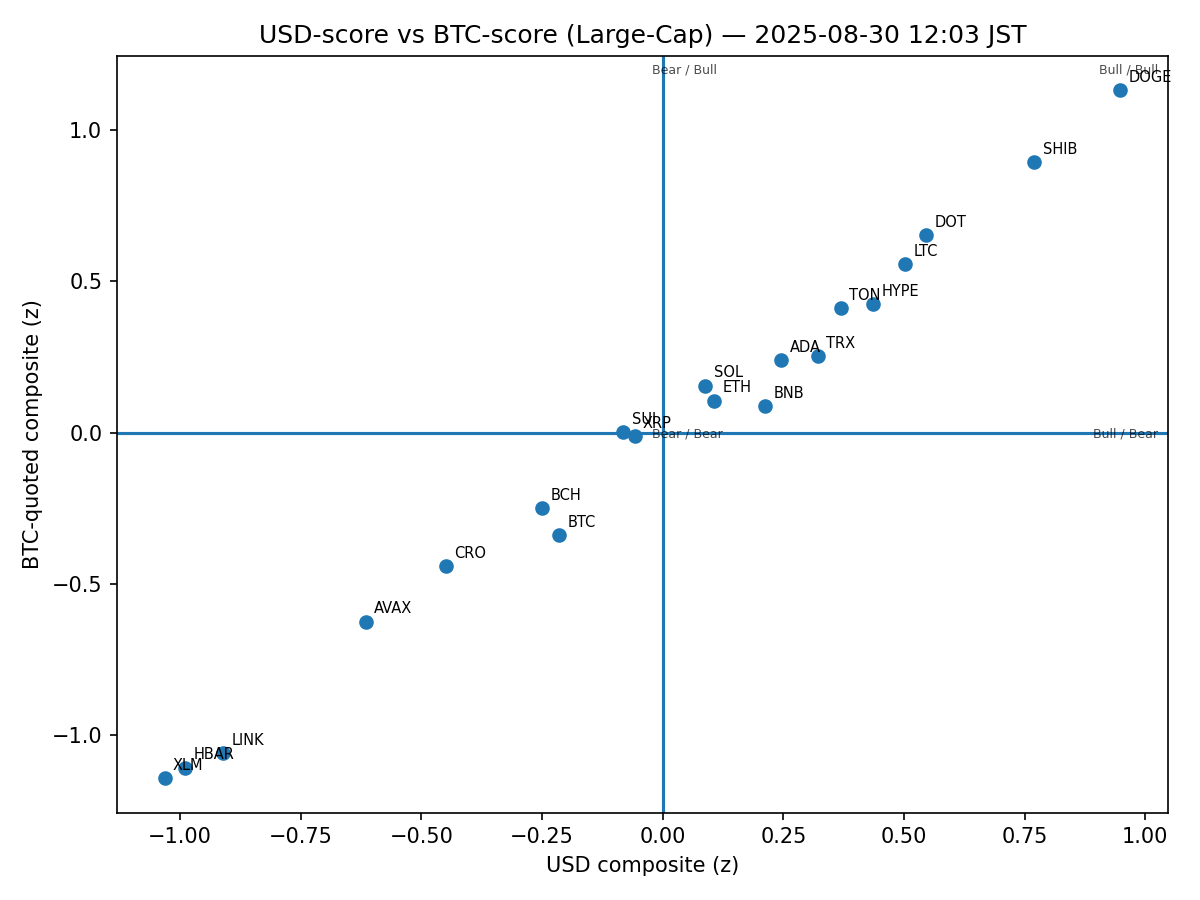 USD-score vs BTC-score (Large-Cap) — 2025-08-30 12:03 JST
Bear / Bull
Bull / Bull
DOGE
SHIB
DOT
LTC
TON
HYPE
ADA
TRX
SOL
ETH
BNB
SUI
XRP
Bear / Bear
Bull / Bear
BCH
BTC
CRO
AVAX
LINK
HBAR
XLM
1.0
0.5
0.0
−0.5
−1.0
BTC-quoted composite (z)
−1.00
−0.75
−0.50
−0.25
0.00
0.25
0.50
0.75
1.00
USD composite (z)